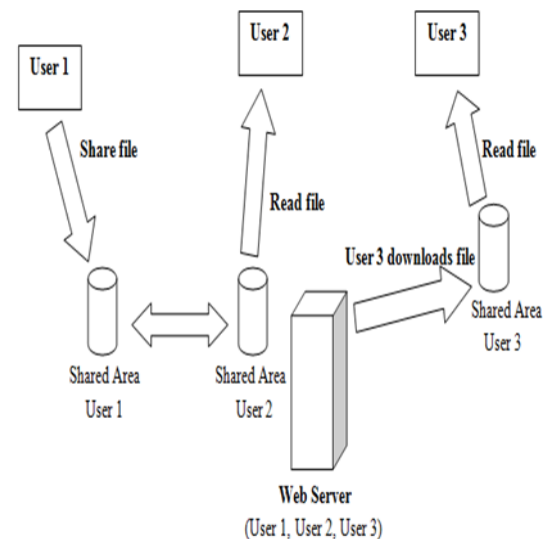 User 1
User 2
User 3
Share file
Read file
Read file
User 3 downloads file
Shared Area
User 1
Shared Area
User 2
Shared Area
User 3
Web Server
(User 1, User 2, User 3)